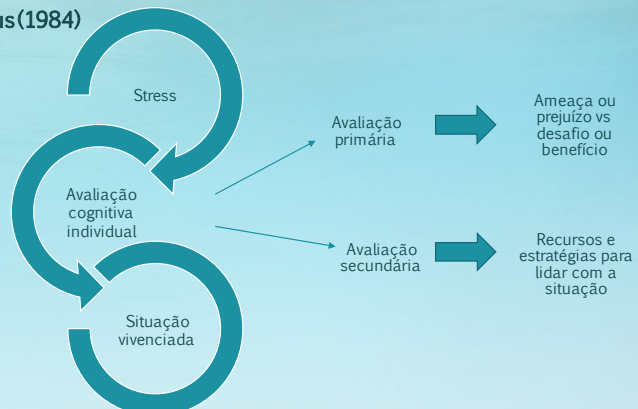 (1984)
Stress
Avaliação
cognitiva
individual
Situação
vivenciada
Avaliação
primária
Ameaça ou
prejuízo vs
desafio ou
benefício
Avaliação
secundária
Recursos e
estratégias para
lidar com a
situação